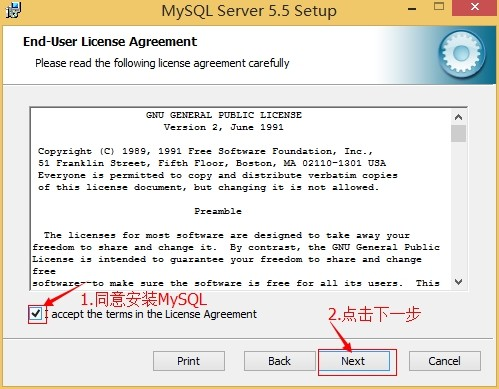 MySQL Server 5.5 Setup
End-User License Agreement
Please read the following license agreement carefully
GNU GENERAL PUBLIC LICENSE
Version 2, June 1991
Copyright (C) 1989, 1991 Free Software Foundation, Inc.,
51 Franklin Street, Fifth Floor, Boston, MA 02110-1301 USA
Everyone is permitted to copy and distribute verbatim copies
of this license document, but changing it is not allowed.
Preamble
The licenses for most software are designed to take away your
freedom to share and change it. By contrast, the GNU General Public
License is intended to guarantee your freedom to share and change
free
software--to make sure the software is free for all its users. This
1.同意安装MySQL
I accept the terms in the License Agreement
2.点击下一步
Print Back Next Cancel